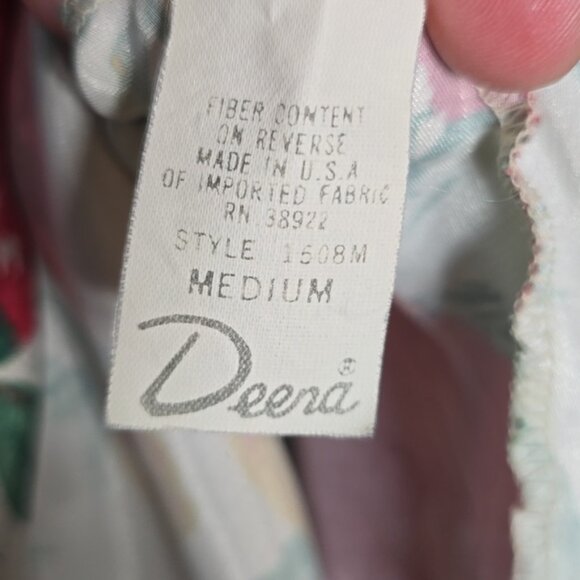 FIBER CONTENT
ON REVERSE
MADE IN U.S.A
OF IMPORTED FABRIC
RN 38922
STYLE 1608M
MEDIUM
Deena®